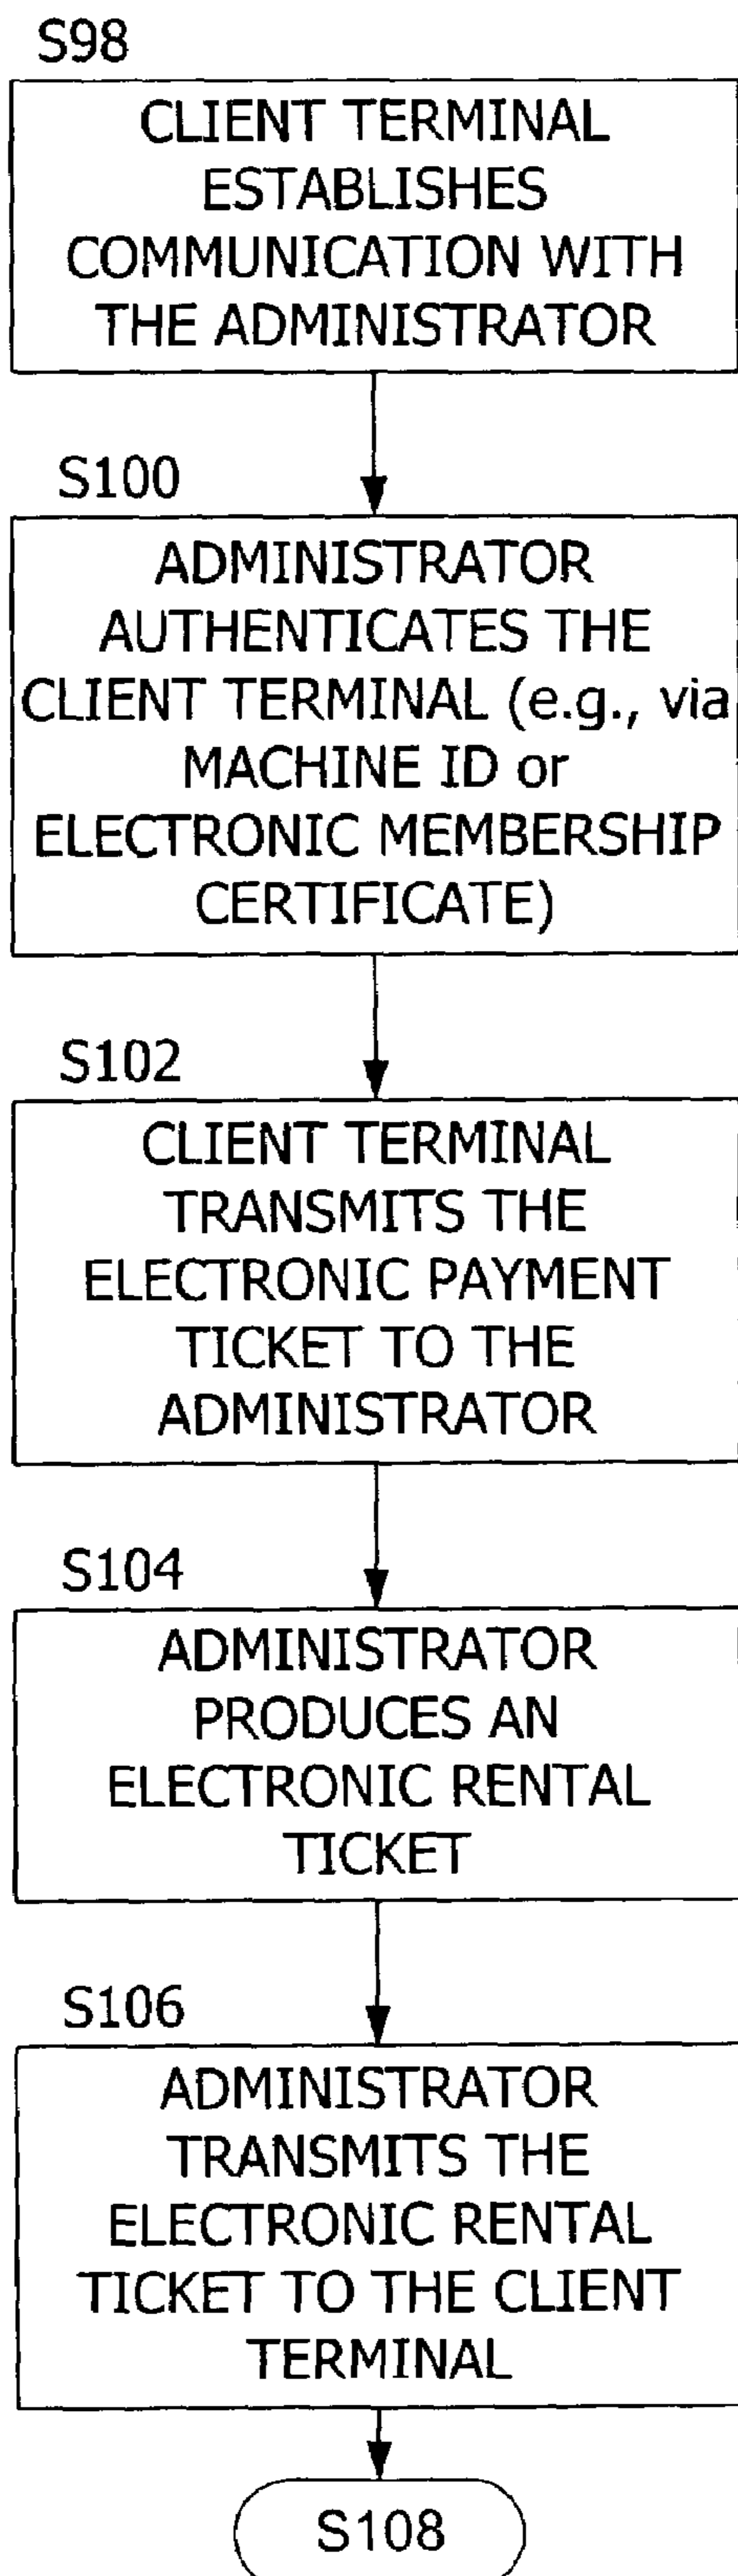 S98
CLIENT TERMINAL
ESTABLISHES
COMMUNICATION WITH
THE ADMINISTRATOR
S100
ADMINISTRATOR
AUTHENTICATES THE
CLIENT TERMINAL (e.g., via
MACHINE ID or
ELECTRONIC MEMBERSHIP
CERTIFICATE)
S102
CLIENT TERMINAL
TRANSMITS THE
ELECTRONIC PAYMENT
TICKET TO THE
ADMINISTRATOR
S104
ADMINISTRATOR
PRODUCES AN
ELECTRONIC RENTAL
TICKET
S106
ADMINISTRATOR
TRANSMITS THE
ELECTRONIC RENTAL
TICKET TO THE CLIENT
TERMINAL
S108